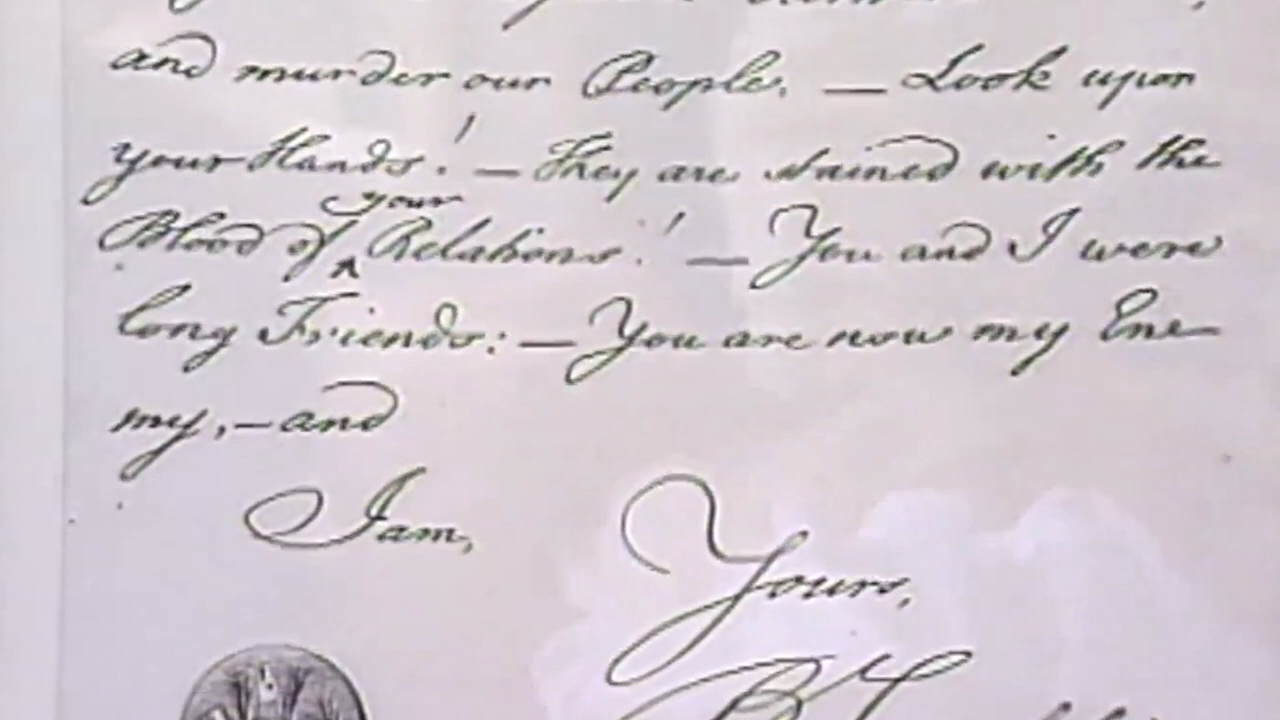 and murder our People. — Look upon
your Hands! — They are stained with the
your
Blood of ‸ Relations! — You and I were
long Friends: — You are now my Ene
my, — and
I am,
Yours,
B